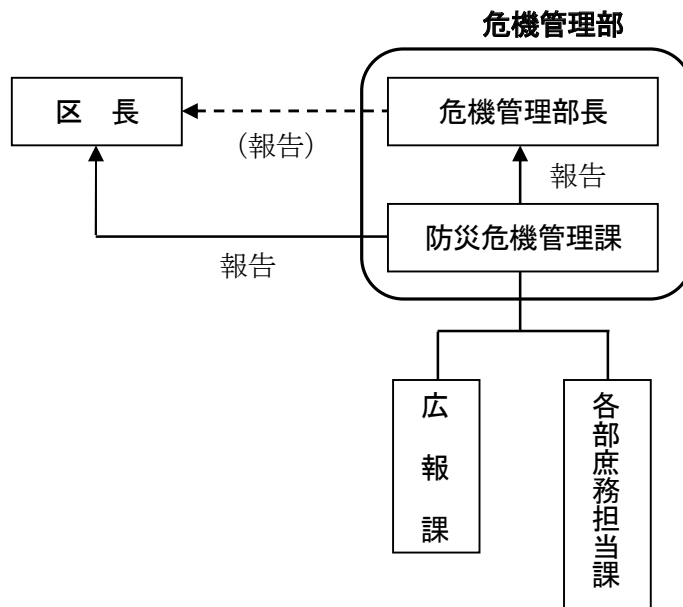 危機管理部
区　長
危機管理部長
(報告)
報告
防災危機管理課
報告
広報課
各部庶務担当課